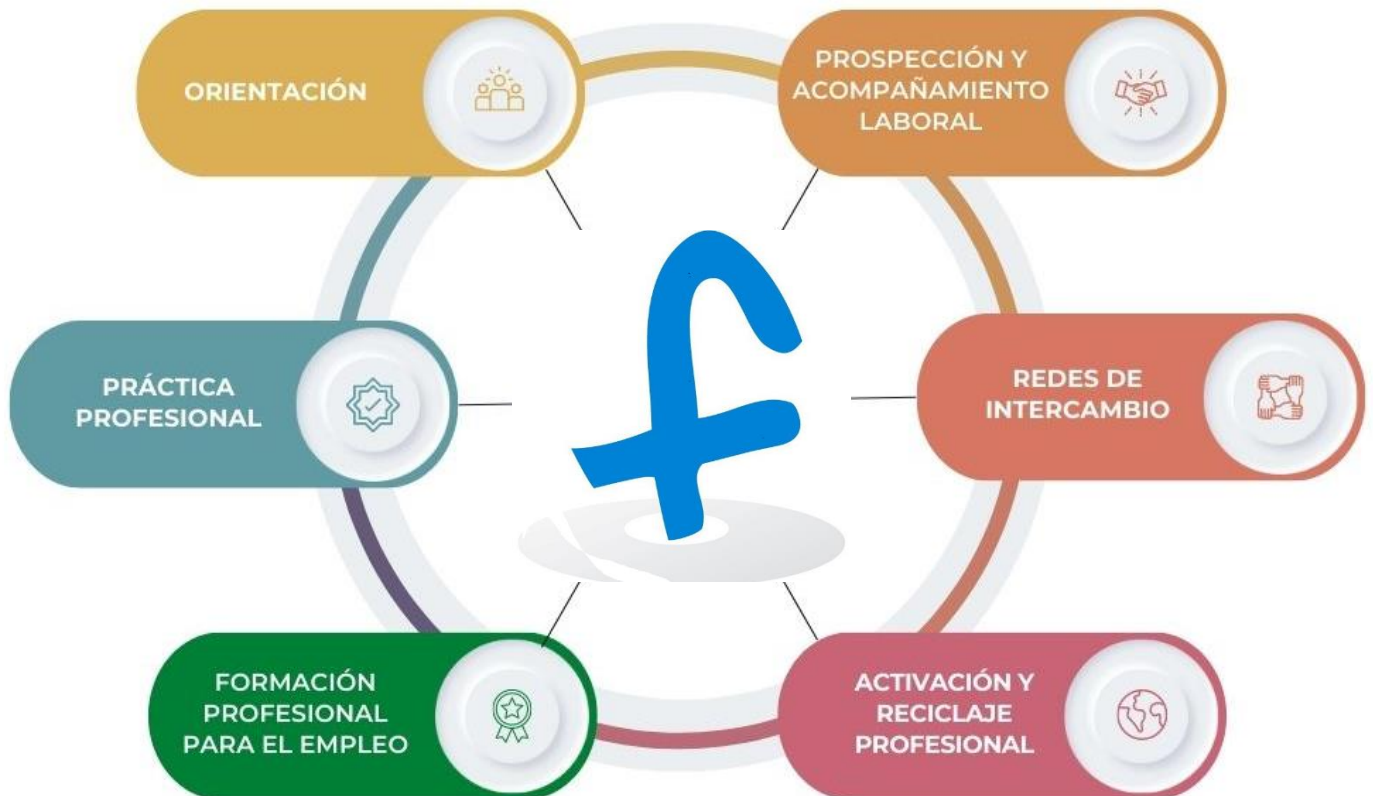 ORIENTACIÓN
PROSPECCIÓN Y
ACOMPAÑAMIENTO
LABORAL
PRÁCTICA
PROFESIONAL
REDES DE
INTERCAMBIO
FORMACIÓN
PROFESIONAL
PARA EL EMPLEO
ACTIVACIÓN Y
RECICLAJE
PROFESIONAL
f